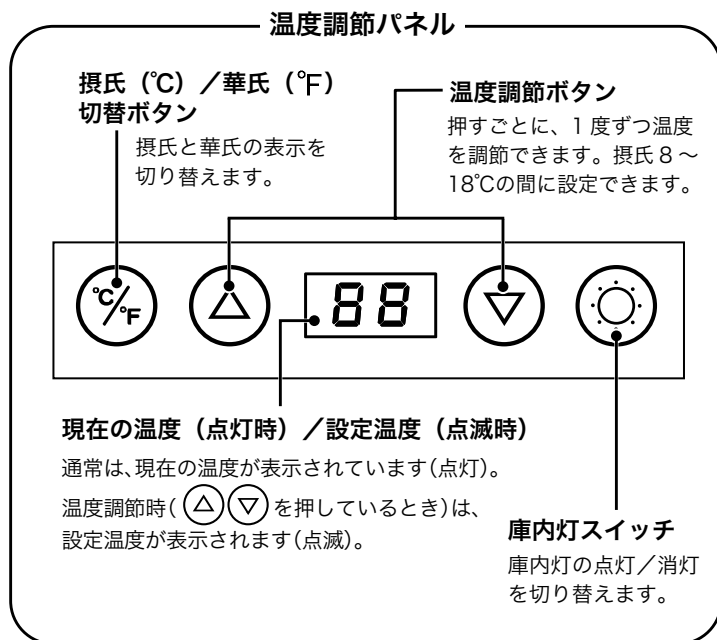 温度調節パネル
摂氏(℃)/華氏(℉)
切替ボタン
摂氏と華氏の表示を
切り替えます。
温度調節ボタン
押すごとに、1 度ずつ温度
を調節できます。摂氏 8 〜
18℃の間に設定できます。
℃/℉
△
88
▽
現在の温度(点灯時)/設定温度(点滅時)
通常は、現在の温度が表示されています(点灯)。
温度調節時(△▽を押しているとき)は、
設定温度が表示されます(点滅)。
庫内灯スイッチ
庫内灯の点灯/消灯
を切り替えます。